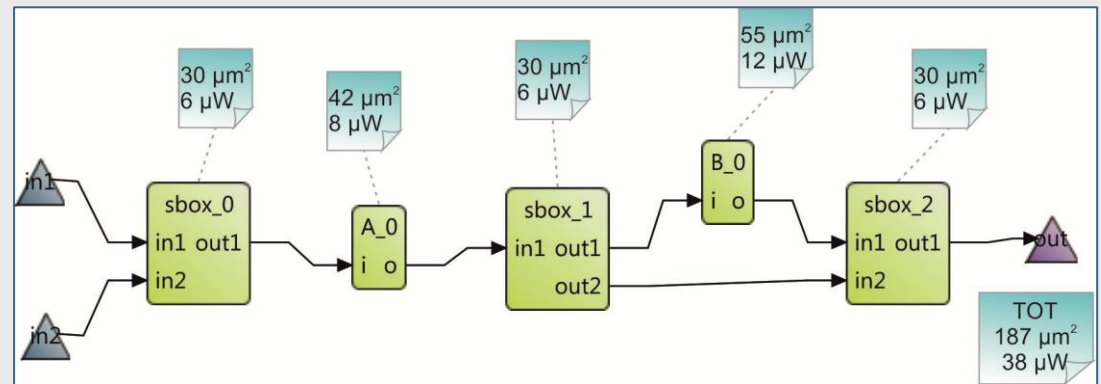 55 μm²
12 μW
30 μm²
6 μW
30 μm²
6 μW
30 μm²
6 μW
42 μm²
8 μW
in1
sbox_0
in1 out1
in2
A_0
i o
sbox_1
in1 out1
out2
B_0
i o
sbox_2
in1 out1
in2
out
in2
TOT
187 μm²
38 μW